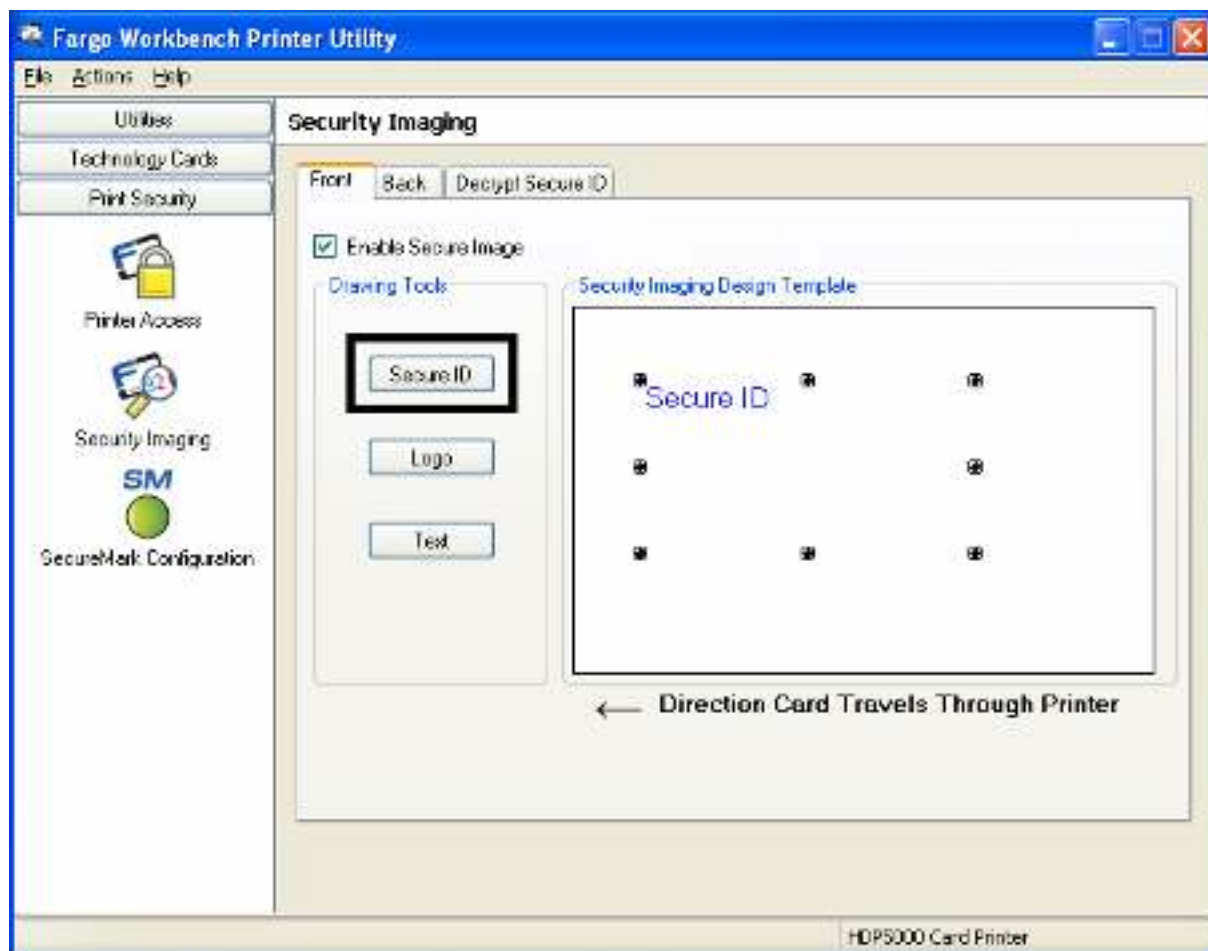 Fargo Workbench Printer Utility
File Actions Help
Utilities
Technology Cards
Print Security
Printer Access
Security Imaging
SM
SecureMark Configuration
Security Imaging
Front Back Decrypt Secure ID
Enable Secure Image
Drawing Tools
Secure ID
Logo
Text
Security Imaging Design Template
Secure ID
← Direction Card Travels Through Printer
HDP5000 Card Printer